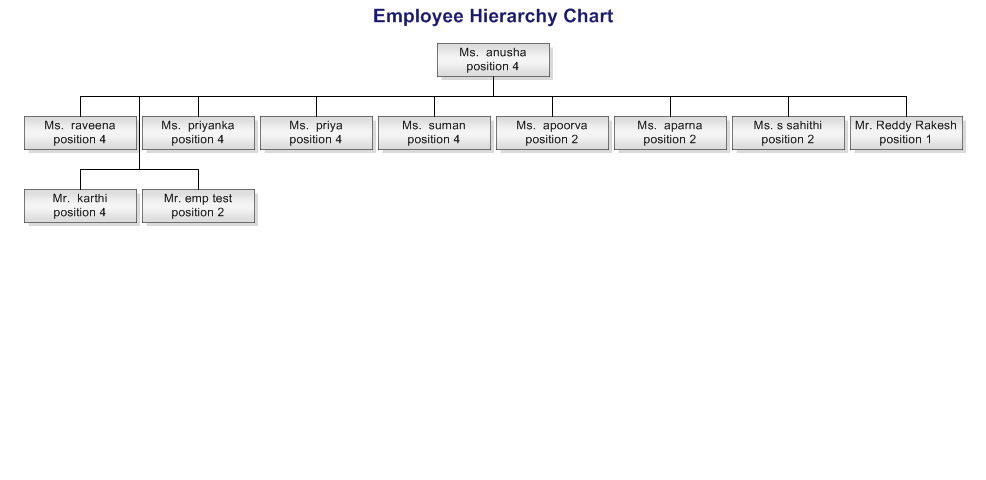 Employee Hierarchy Chart
Ms.  anusha
position 4
Ms.  raveena
position 4
Ms.  priyanka
position 4
Ms.  priya
position 4
Ms.  suman
position 4
Ms.  apoorva
position 2
Ms.  aparna
position 2
Ms. s sahithi
position 2
Mr. Reddy Rakesh
position 1
Mr.  karthi
position 4
Mr. emp test
position 2